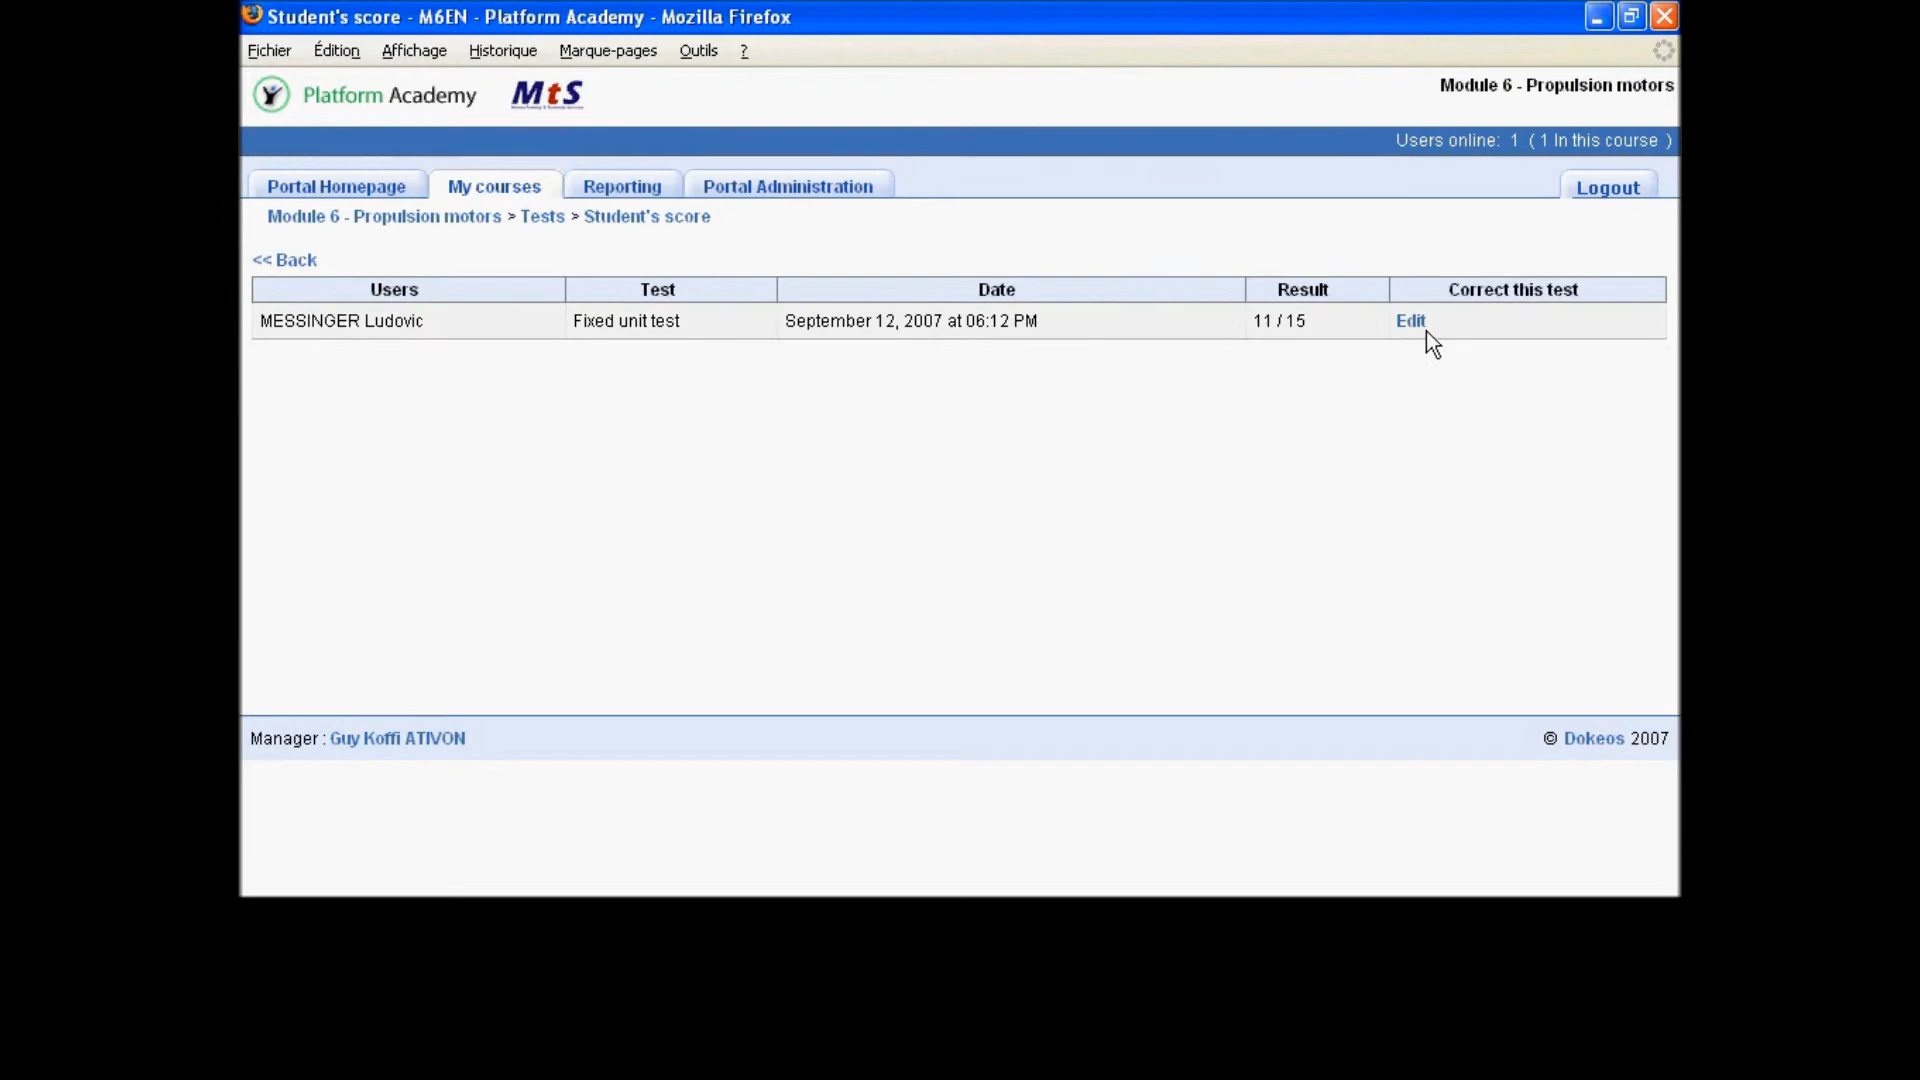 Student's score - M6EN - Platform Academy - Mozilla Firefox
Fichier Édition Affichage Historique Marque-pages Outils ?
Platform Academy MtS Module 6 - Propulsion motors
Users online: 1 ( 1 In this course )
Portal Homepage My courses Reporting Portal Administration Logout
Module 6 - Propulsion motors > Tests > Student's score
<< Back
Users Test Date Result Correct this test
MESSINGER Ludovic Fixed unit test September 12, 2007 at 06:12 PM 11 / 15 Edit
Manager : Guy Koffi ATIVON © Dokeos 2007